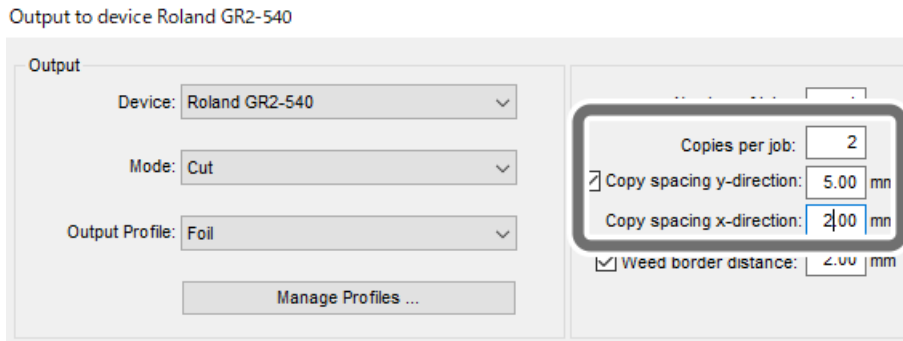 Output to device Roland GR2-540
Output
Device: Roland GR2-540
Mode: Cut
Output Profile: Foil
Manage Profiles ...
Copies per job: 2
Copy spacing y-direction: 5.00 mm
Copy spacing x-direction: 2.00 mm
Weed border distance: 2.00 mm